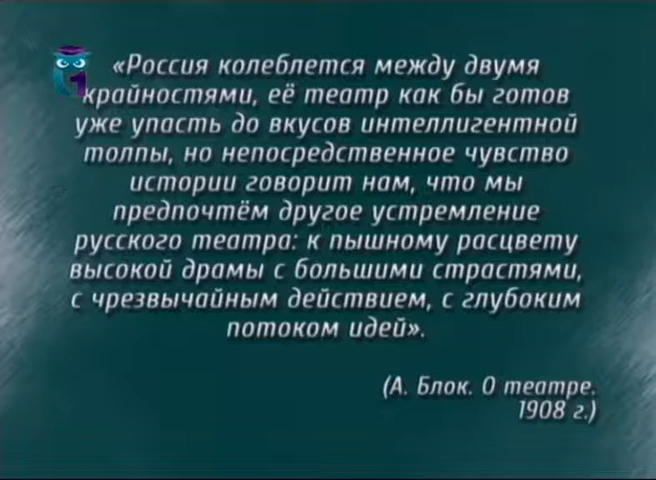 «Россия колеблется между двумя
крайностями, её театр как бы готов
уже упасть до вкусов интеллигентной
толпы, но непосредственное чувство
истории говорит нам, что мы
предпочтём другое устремление
русского театра: к пышному расцвету
высокой драмы с большими страстями,
с чрезвычайным действием, с глубоким
потоком идей».
(А. Блок. О театре.
1908 г.)